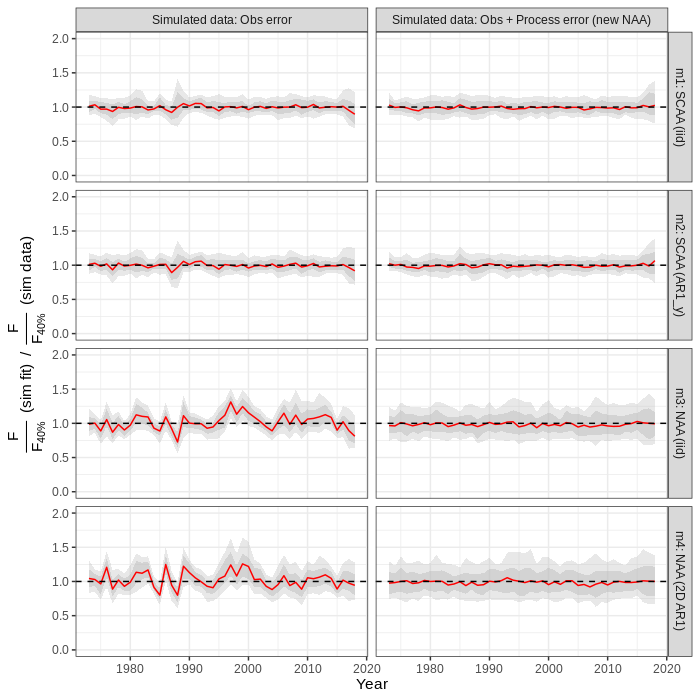 Simulated data: Obs error
Simulated data: Obs + Process error (new NAA)
2.0
1.5
1.0
0.5
0.0
m1: SCAA (iid)
2.0
1.5
1.0
0.5
0.0
m2: SCAA (AR1_y)
2.0
1.5
1.0
0.5
0.0
m3: NAA (iid)
2.0
1.5
1.0
0.5
0.0
m4: NAA (2D AR1)
F / F40% (sim fit) / F / F40% (sim data)
1980 1990 2000 2010 2020
1980 1990 2000 2010 2020
Year